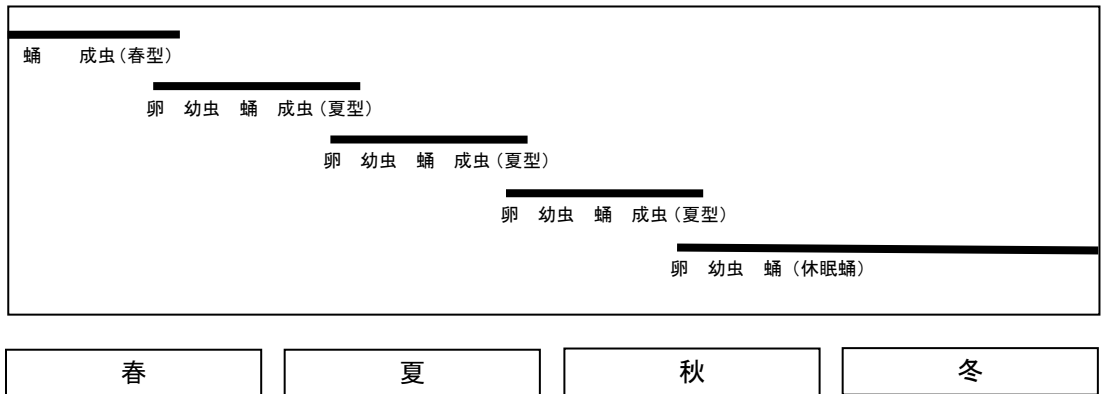 蛹 成虫(春型)
卵 幼虫 蛹 成虫(夏型)
卵 幼虫 蛹 成虫(夏型)
卵 幼虫 蛹 成虫(夏型)
卵 幼虫 蛹 (休眠蛹)
春 夏 秋 冬